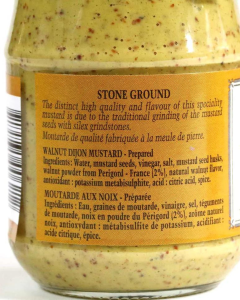 STONE GROUND
The distinct high quality and flavour of this speciality
mustard is due to the traditional grinding of the mustard
seeds with silex grindstones.
Moutarde de qualité fabriquée à la meule de pierre.
WALNUT DIJON MUSTARD - Prepared
Ingredients: Water, mustard seeds, vinegar, salt, mustard seed husks,
walnut powder from Perigord - France (2%), natural walnut flavor,
antioxidant : potassium metabisulphite, acid : citric acid, spice.
MOUTARDE AUX NOIX - Préparée
Ingrédients : Eau, graines de moutarde, vinaigre, sel, téguments
de moutarde, noix en poudre du Périgord (2%), arôme naturel
noix, antioxydant : métabisulfite de potassium, acidifiant :
acide citrique, épice.